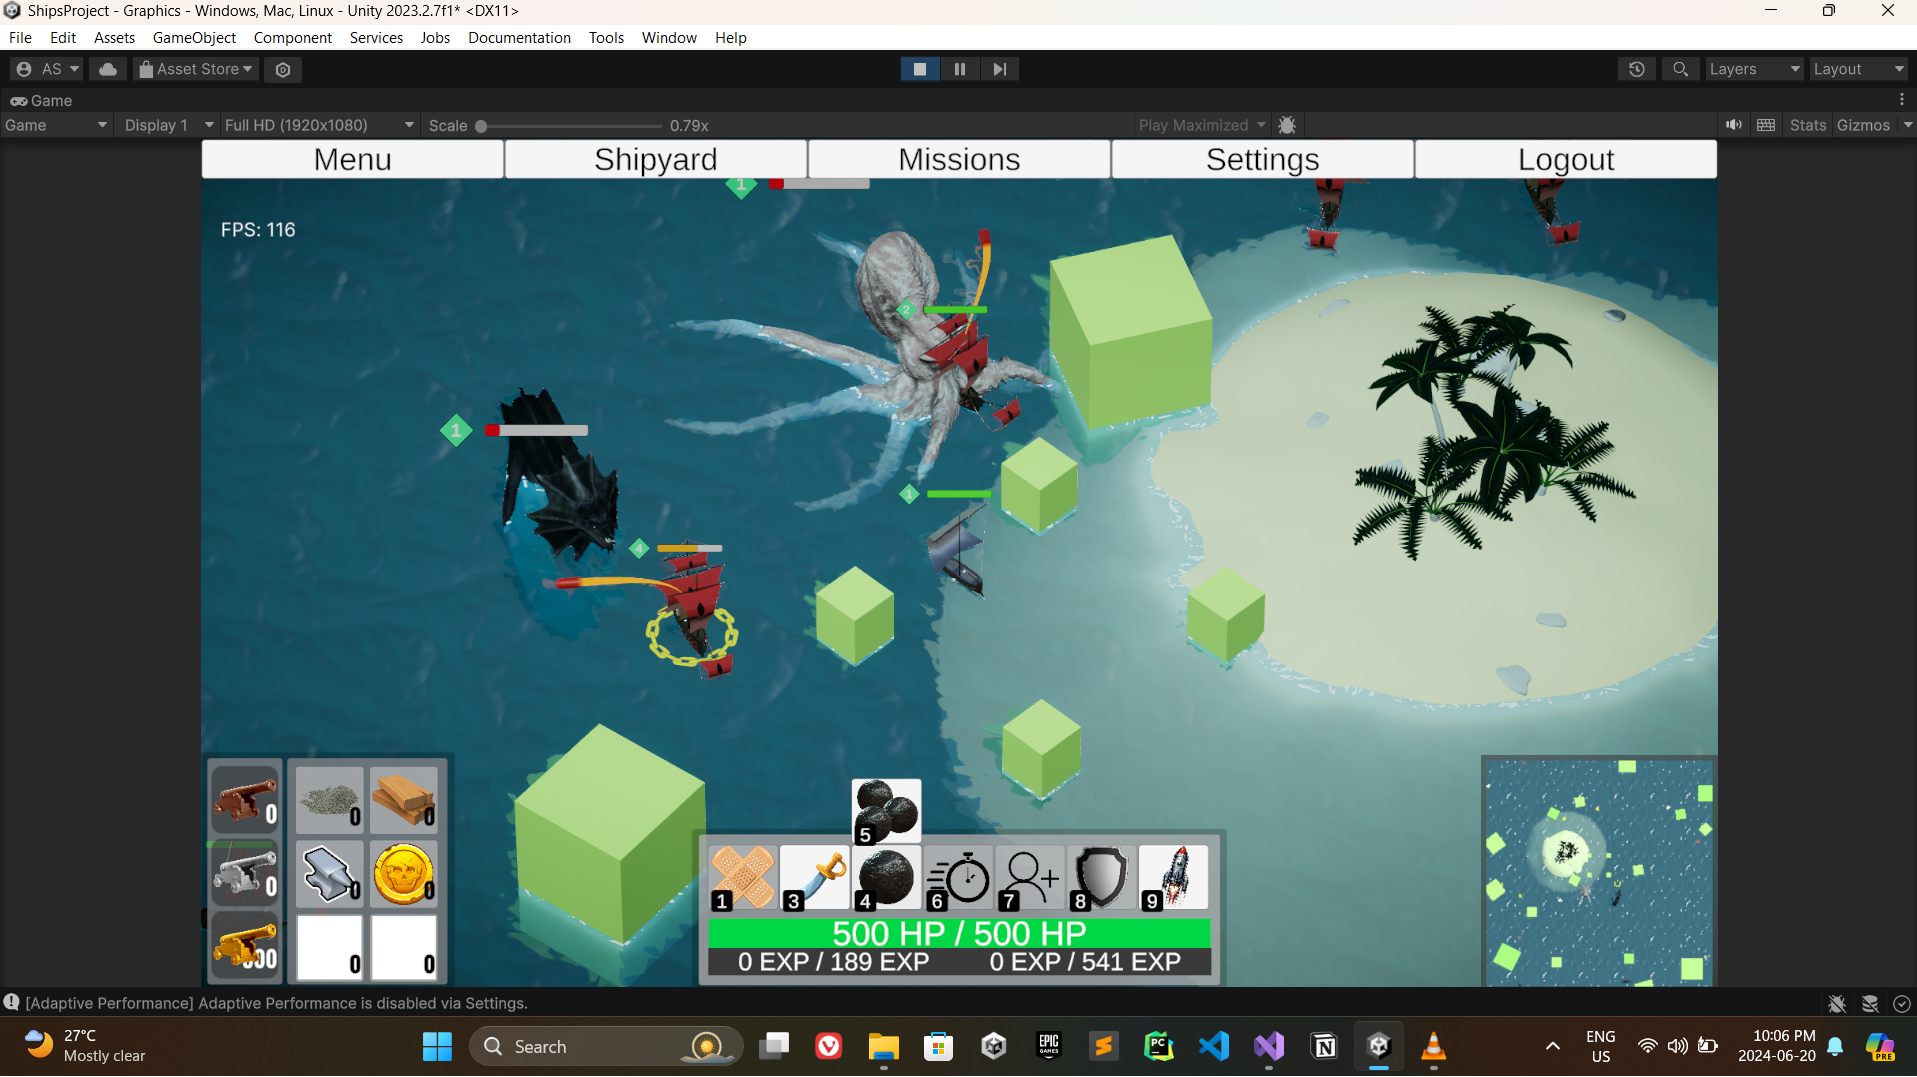 ShipsProject - Graphics - Windows, Mac, Linux - Unity 2023.2.7f1* <DX11>
File Edit Assets GameObject Component Services Jobs Documentation Tools Window Help
AS Asset Store Layers Layout
Game
Game Display 1 Full HD (1920x1080) Scale 0.79x Play Maximized Stats Gizmos
Menu Shipyard Missions Settings Logout
1
FPS: 116
2
1
1
4
0 0 0
5
0 0 0
1 3 4 6 7 8 9
500 HP / 500 HP
0 0
0 EXP / 189 EXP 0 EXP / 541 EXP
[Adaptive Performance] Adaptive Performance is disabled via Settings.
27°C
Mostly clear
Search
EPIC GAMES
PC
N
ENG
US
10:06 PM
2024-06-20
PRE